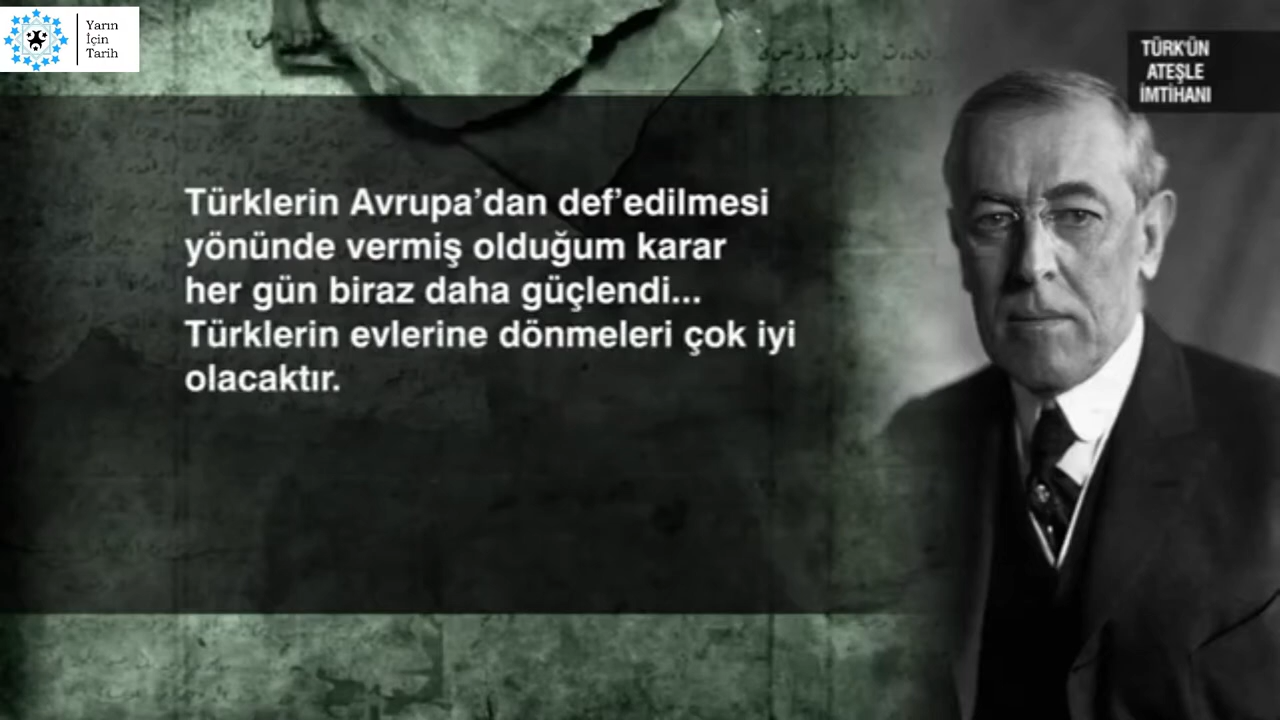 Yarın
İçin
Tarih
TÜRK'ÜN
ATEŞLE
İMTİHANI
Türklerin Avrupa’dan def’edilmesi
yönünde vermiş olduğum karar
her gün biraz daha güçlendi...
Türklerin evlerine dönmeleri çok iyi
olacaktır.